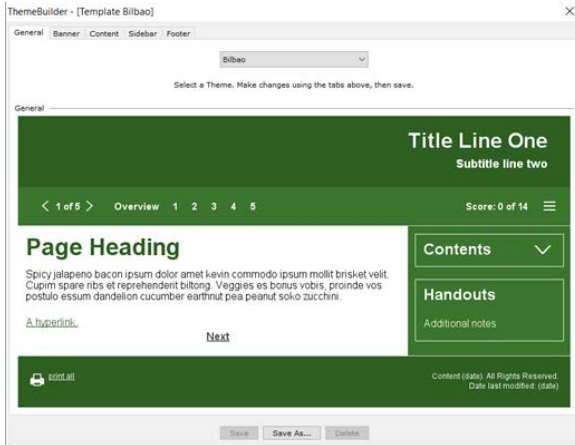 ThemeBuilder - [Template Bilbao]
General Banner Content Sidebar Footer
Bilbao
Select a Theme. Make changes using the tabs above, then save.
General
Title Line One
Subtitle line two
1 of 5 Overview 1 2 3 4 5 Score: 0 of 14
Page Heading
Spicy jalapeno bacon ipsum dolor amet kevin commodo ipsum mollit brisket velit.
Cupim spare ribs et reprehenderit biltong. Veggies es bonus vobis, proinde vos
postulo essum dandelion cucumber earthnut pea peanut soko zucchini.
A hyperlink.
Next
Contents
Handouts
Additional notes
print all
Content (date). All Rights Reserved.
Date last modified: (date)
Save Save As... Delete